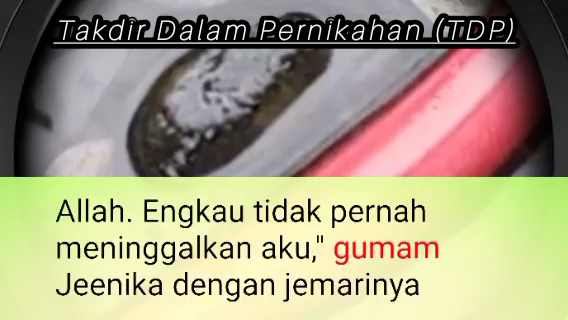 Takdir Dalam Pernikahan (TDP)
Allah. Engkau tidak pernah
meninggalkan aku," gumam
Jeenika dengan jemarinya